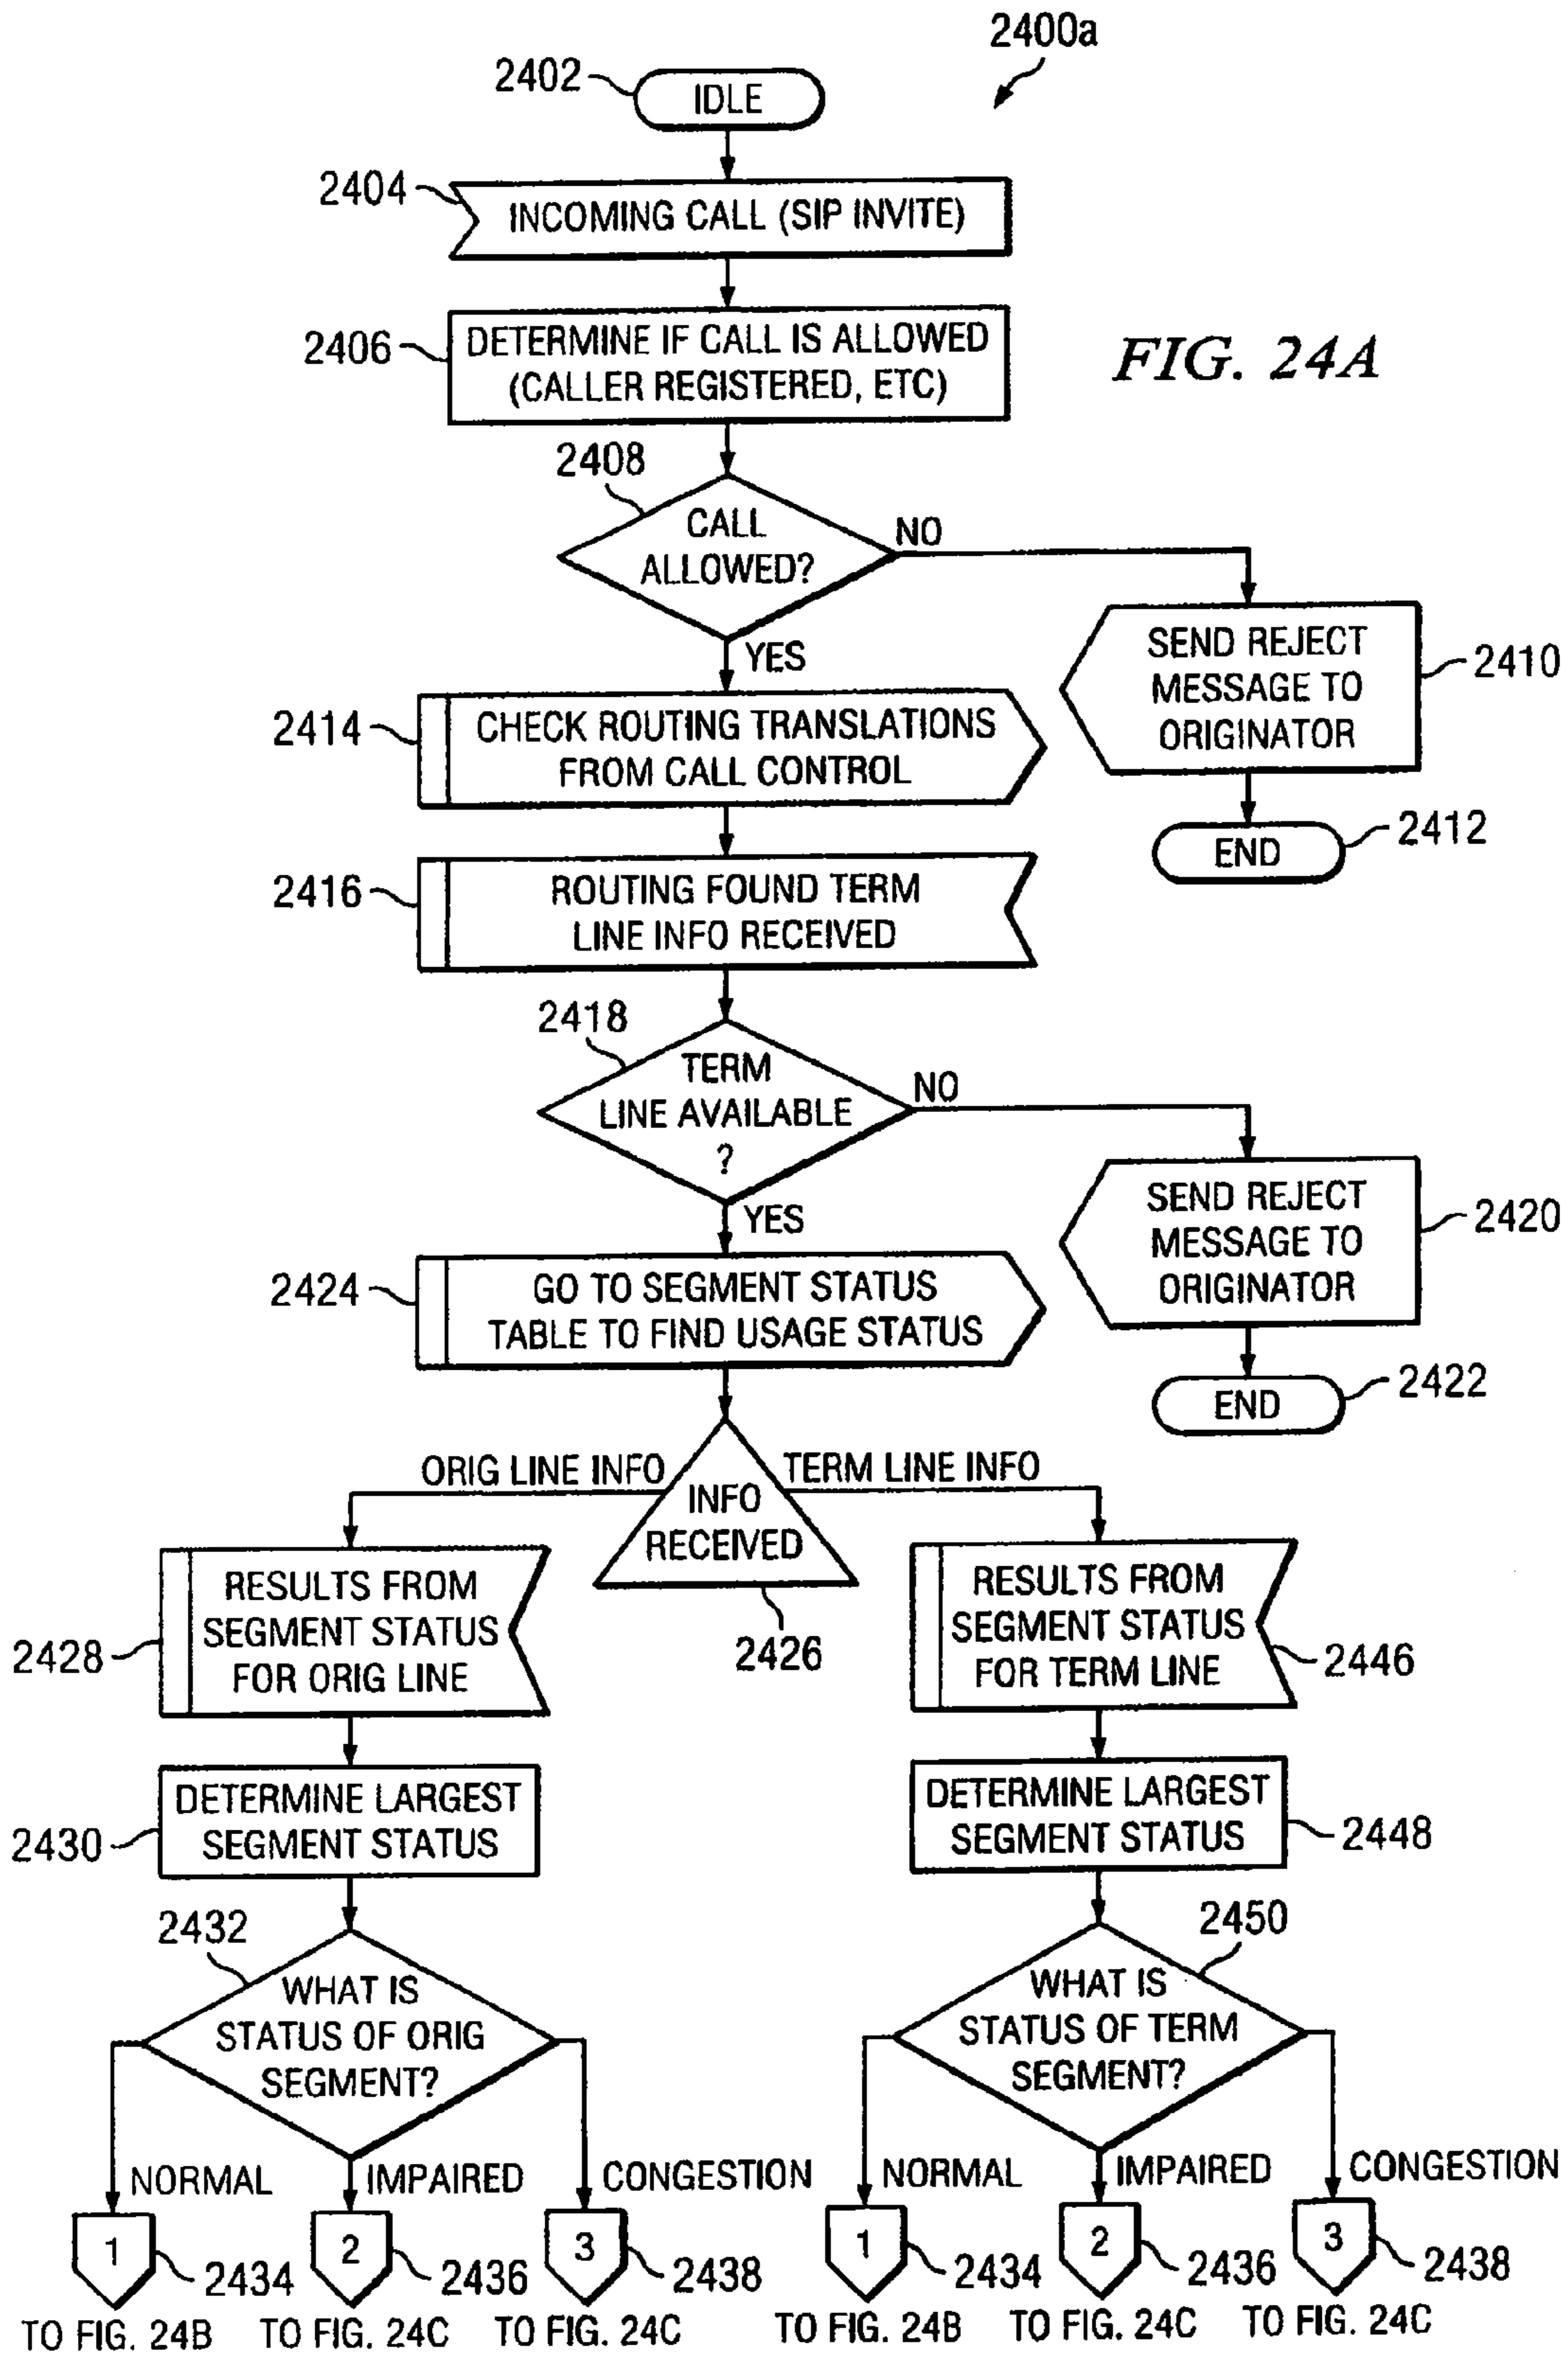 2400a
2402
IDLE
2404
INCOMING CALL (SIP INVITE)
2406
DETERMINE IF CALL IS ALLOWED
(CALLER REGISTERED, ETC)
FIG. 24A
2408
CALL
ALLOWED?
NO
YES
SEND REJECT
MESSAGE TO
ORIGINATOR
2410
2412
END
2414
CHECK ROUTING TRANSLATIONS
FROM CALL CONTROL
2416
ROUTING FOUND TERM
LINE INFO RECEIVED
2418
TERM
LINE AVAILABLE
?
NO
YES
SEND REJECT
MESSAGE TO
ORIGINATOR
2420
2422
END
2424
GO TO SEGMENT STATUS
TABLE TO FIND USAGE STATUS
ORIG LINE INFO
TERM LINE INFO
INFO
RECEIVED
2426
2428
RESULTS FROM
SEGMENT STATUS
FOR ORIG LINE
RESULTS FROM
SEGMENT STATUS
FOR TERM LINE
2446
2430
DETERMINE LARGEST
SEGMENT STATUS
DETERMINE LARGEST
SEGMENT STATUS
2448
2432
WHAT IS
STATUS OF ORIG
SEGMENT?
2450
WHAT IS
STATUS OF TERM
SEGMENT?
NORMAL
IMPAIRED
CONGESTION
NORMAL
IMPAIRED
CONGESTION
1
2434
2
2436
3
2438
1
2434
2
2436
3
2438
TO FIG. 24B
TO FIG. 24C
TO FIG. 24C
TO FIG. 24B
TO FIG. 24C
TO FIG. 24C